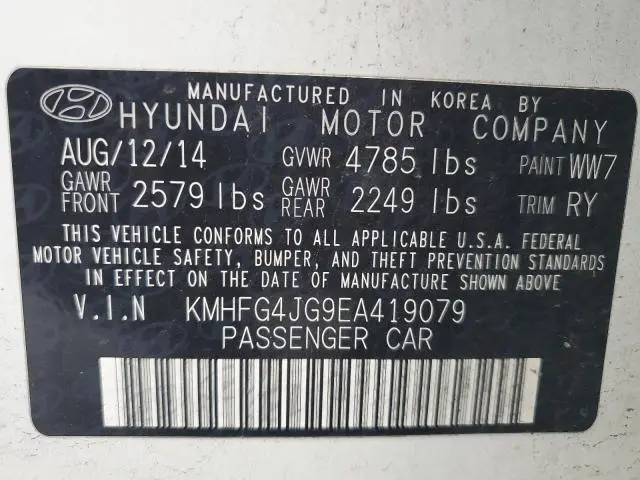 MANUFACTURED IN KOREA BY
HYUNDAI MOTOR COMPANY
AUG/12/14 GVWR 4785 lbs PAINT WW7
GAWR FRONT 2579 lbs GAWR REAR 2249 lbs TRIM RY
THIS VEHICLE CONFORMS TO ALL APPLICABLE U.S.A. FEDERAL
MOTOR VEHICLE SAFETY, BUMPER, AND THEFT PREVENTION STANDARDS
IN EFFECT ON THE DATE OF MANUFACTURE SHOWN ABOVE
V.I.N KMHFG4JG9EA419079
PASSENGER CAR